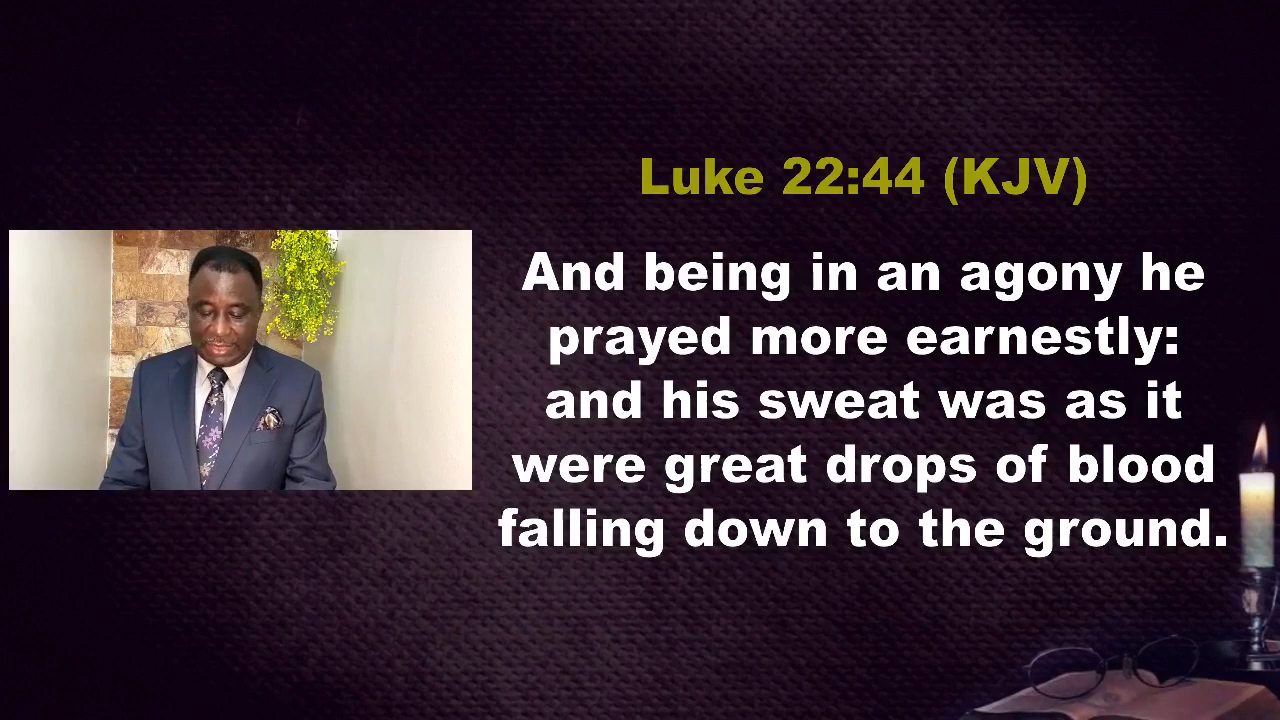 Luke 22:44 (KJV)
And being in an agony he
prayed more earnestly:
and his sweat was as it
were great drops of blood
falling down to the ground.